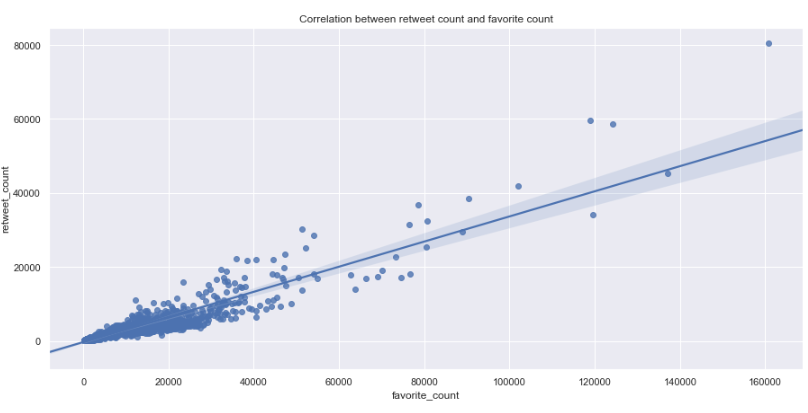 Correlation between retweet count and favorite count
80000
60000
40000
20000
0
retweet_count
0 20000 40000 60000 80000 100000 120000 140000 160000
favorite_count